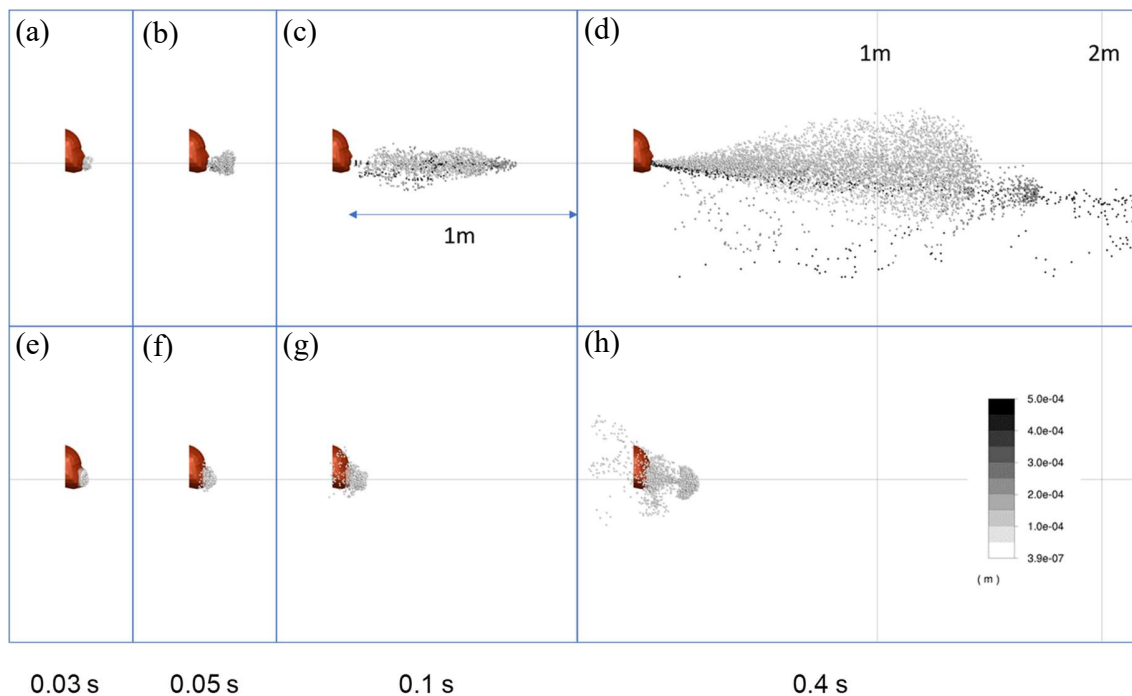 (a)
(b)
(c)
(d)
1m
2m
1m
(e)
(f)
(g)
(h)
5.0e-04
4.0e-04
3.0e-04
2.0e-04
1.0e-04
3.9e-07
( m )
0.03 s
0.05 s
0.1 s
0.4 s